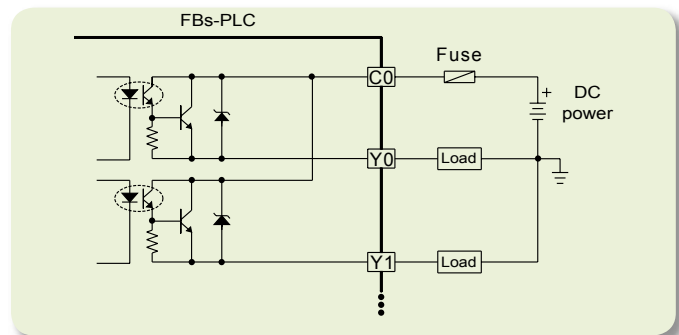 FBs-PLC
C0
Fuse
+
DC
power
Y0
Load
Y1
Load